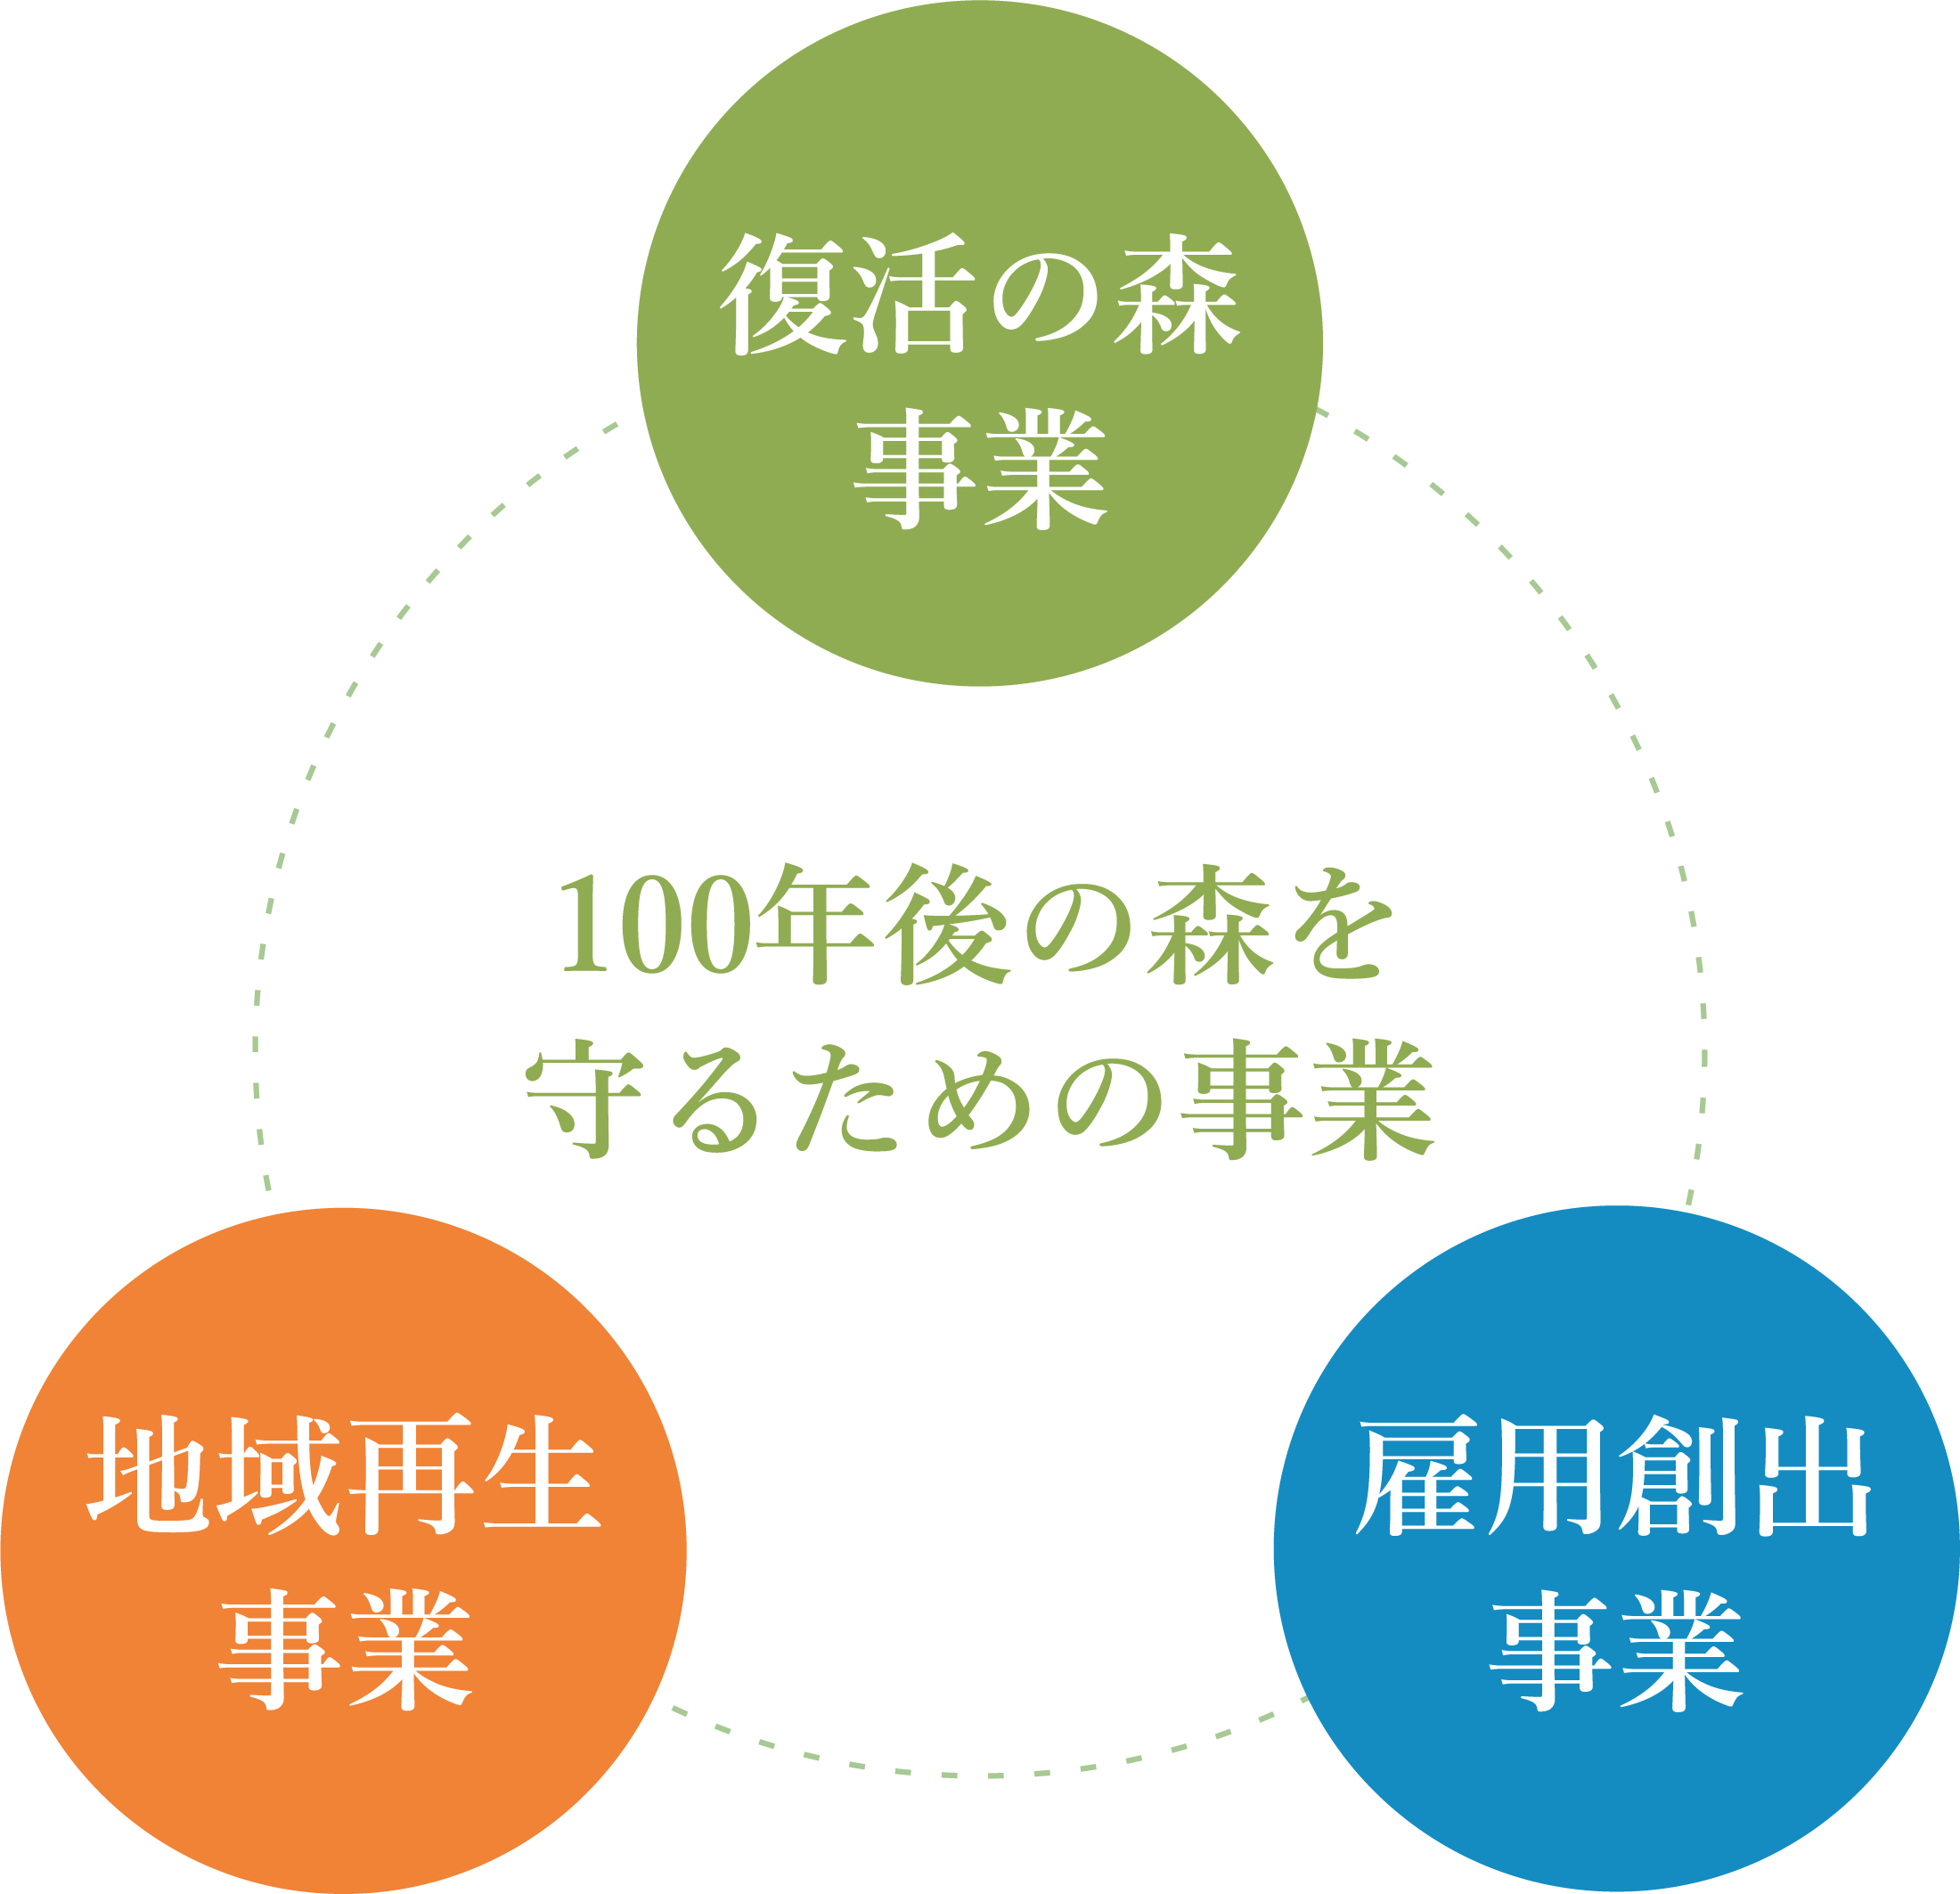 復活の森
事業
100年後の森を
守るための事業
地域再生
事業
雇用創出
事業